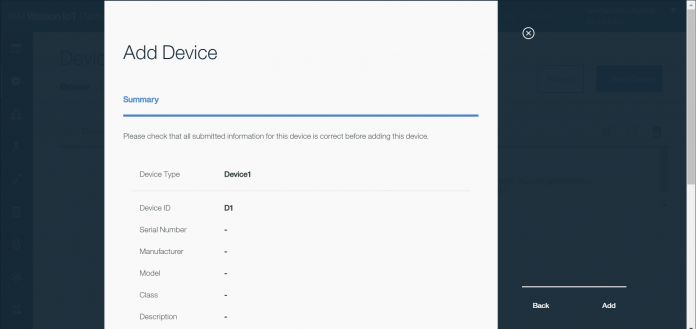 Add Device
Summary
Please check that all submitted information for this device is correct before adding this device.
Device Type Device1
Device ID D1
Serial Number -
Manufacturer -
Model -
Class -
Description -
Back Add